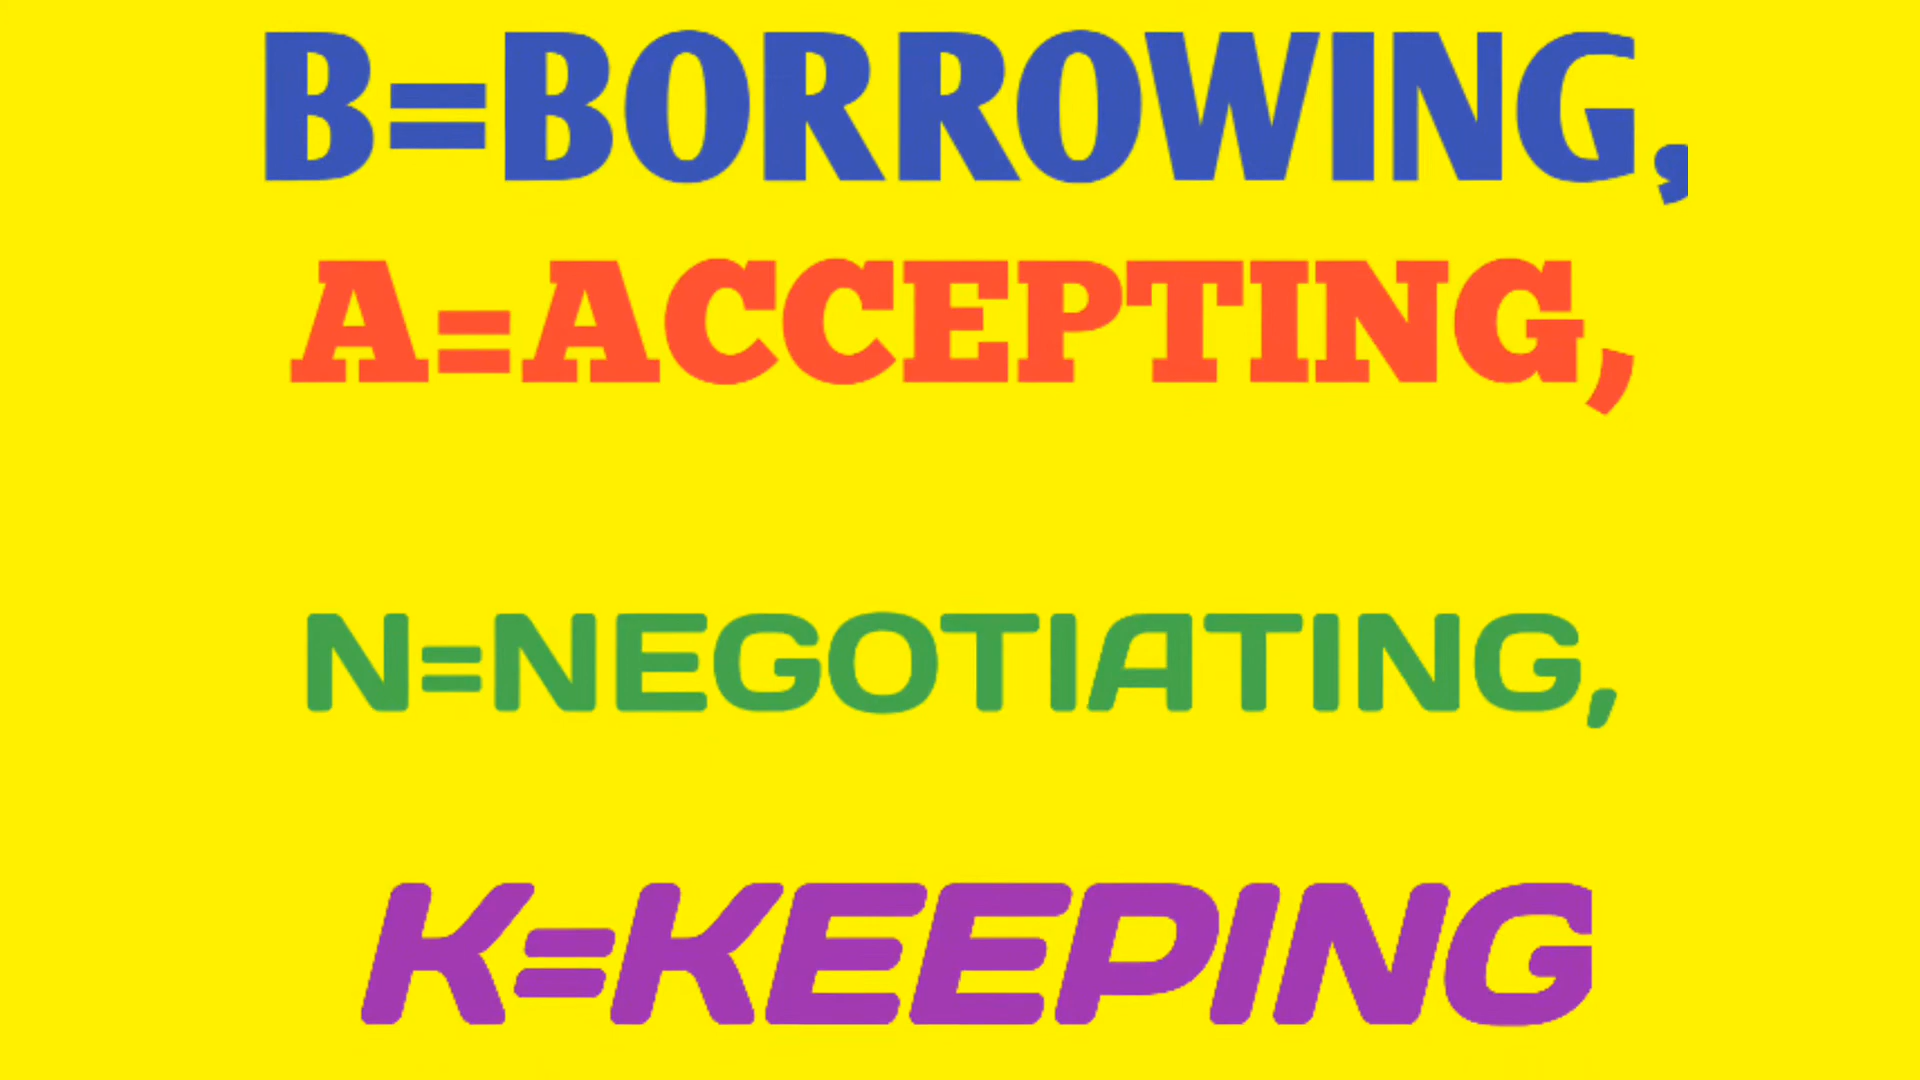 B=BORROWING,
A=ACCEPTING,
N=NEGOTIATING,
K=KEEPING